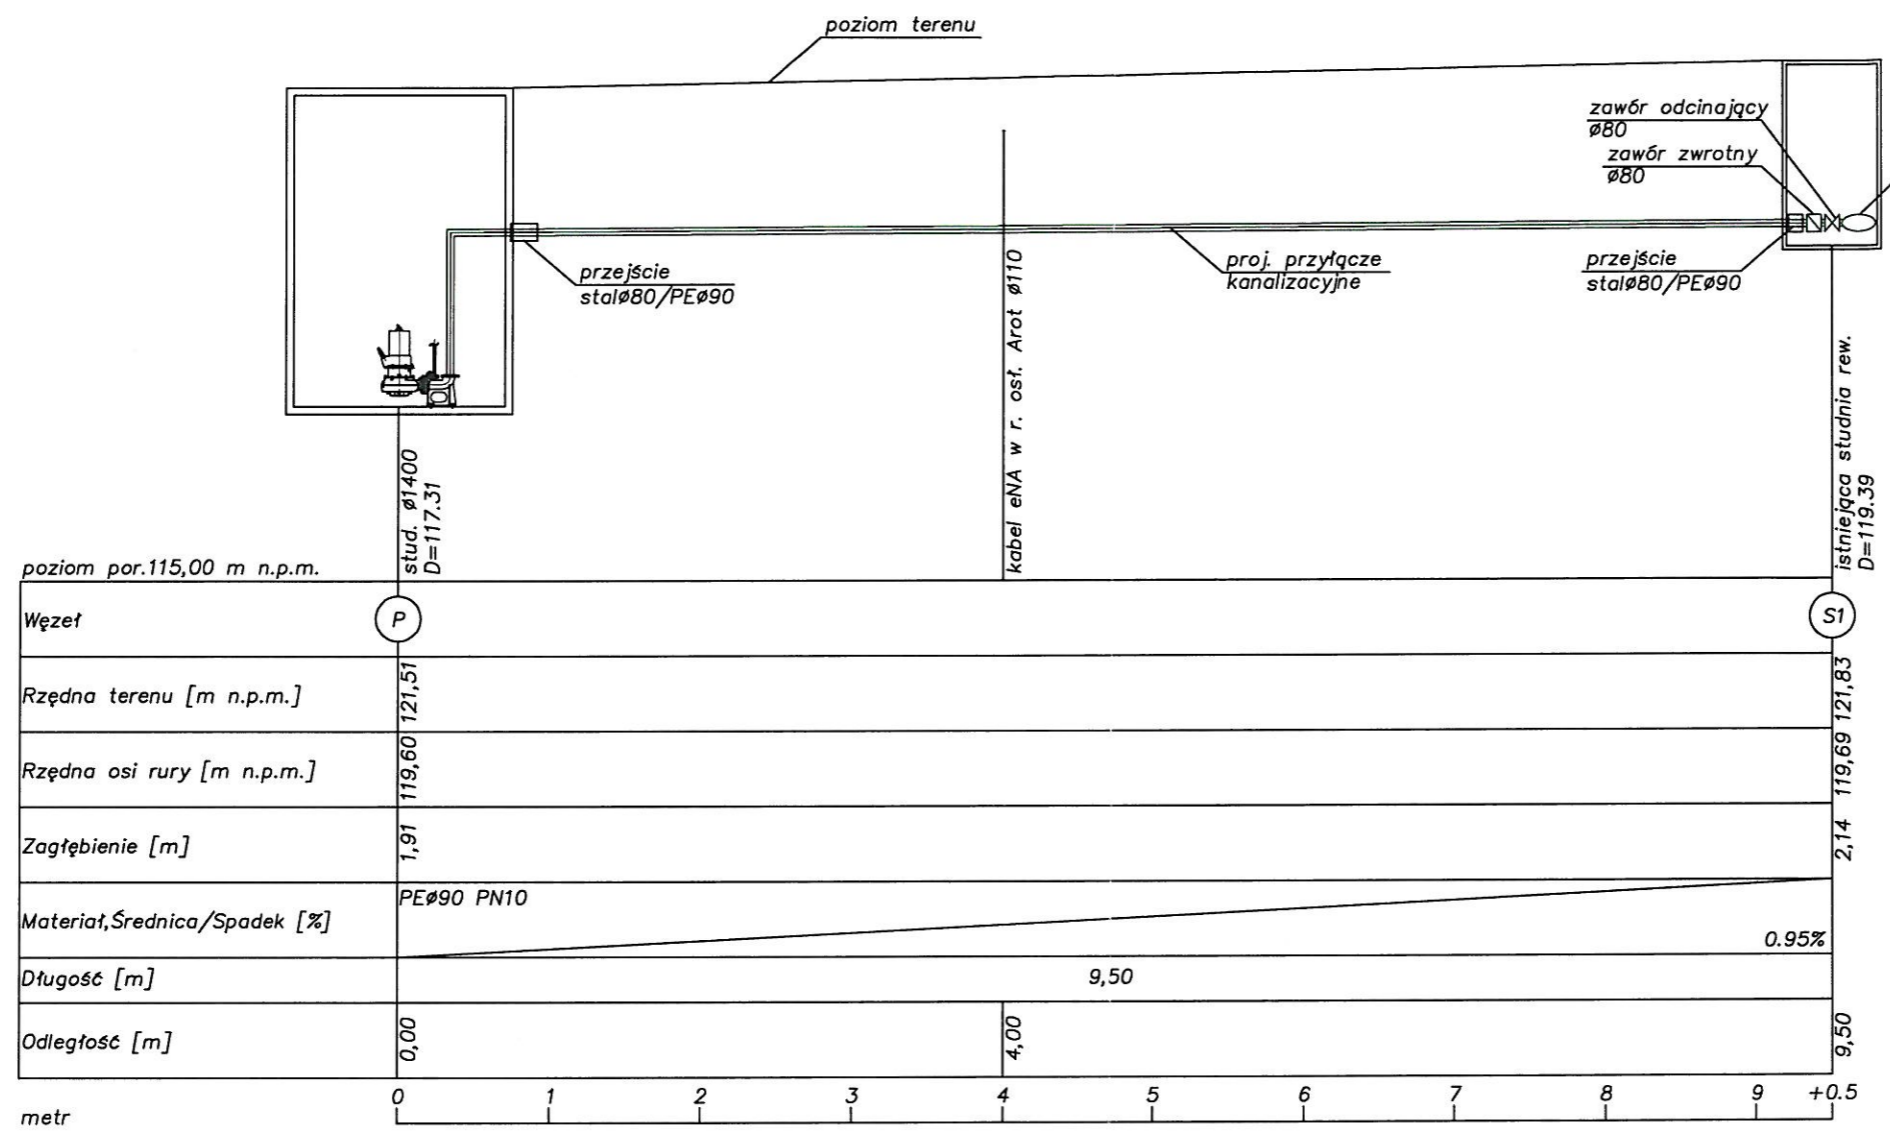 poziom terenu
zawór odcinający
ø80
zawór zwrotny
ø80
przejście
stalø80/PEø90
proj. przyłącze
kanalizacyjne
przejście
stalø80/PEø90
stud. ø1400
D=117.31
kabel eNA w r. osł. Arot ø110
istniejąca studnia rew.
D=119.39
poziom por.115,00 m n.p.m.
Węzeł
P
S1
Rzędna terenu [m n.p.m.]
121,51
121,83
Rzędna osi rury [m n.p.m.]
119,60
119,69
Zagłębienie [m]
1,91
2,14
Materiał,Średnica/Spadek [%]
PEø90 PN10
0.95%
Długość [m]
9,50
Odległość [m]
0,00
4,00
9,50
metr
0 1 2 3 4 5 6 7 8 9 +0.5